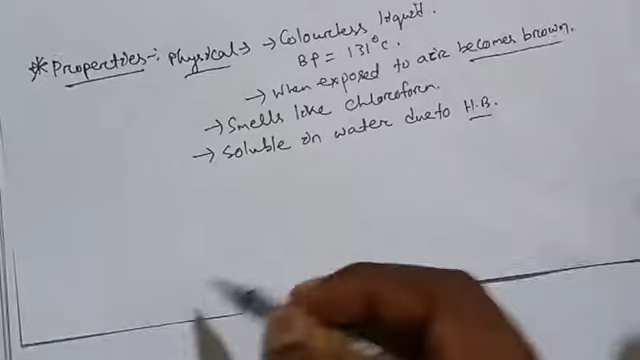 * Properties:- Physical → → Colourless liquid.
BP = 131°C.
→ When exposed to air becomes brown.
→ Smells like chloroform.
→ Soluble in water due to H.B.